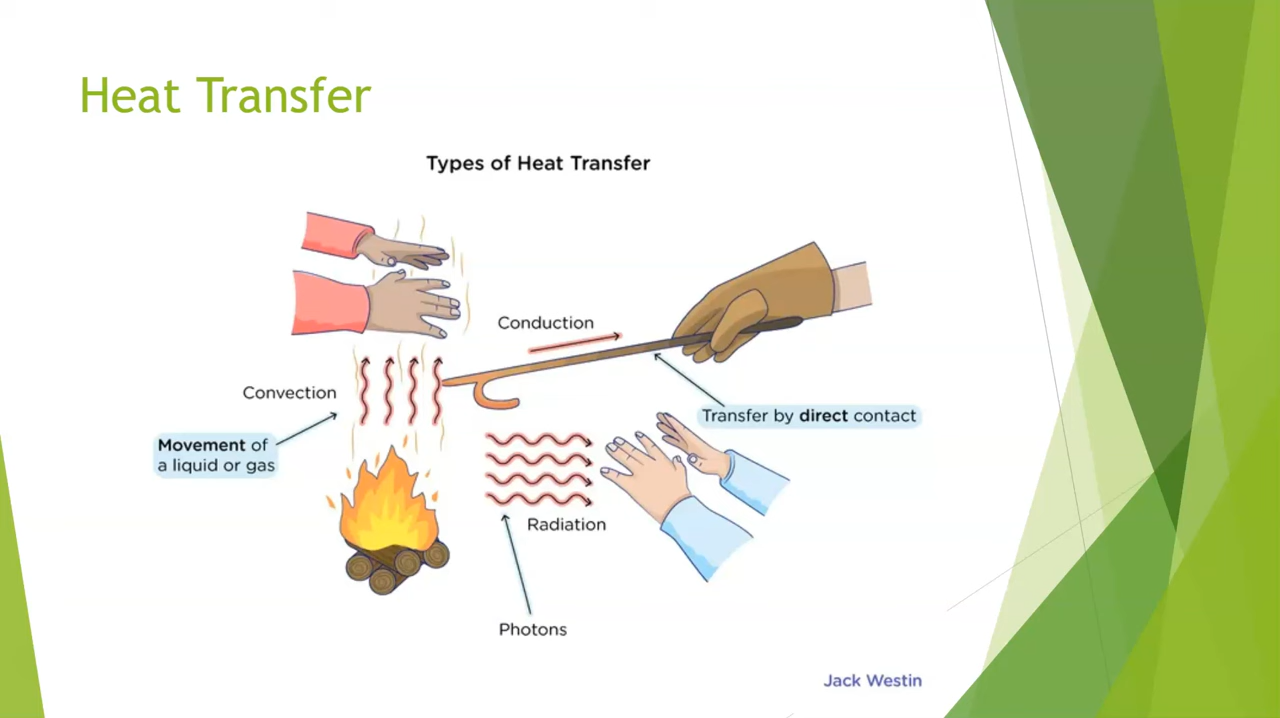 Heat Transfer
Types of Heat Transfer
Conduction
Convection
Movement of
a liquid or gas
Transfer by direct contact
Radiation
Photons
Jack Westin